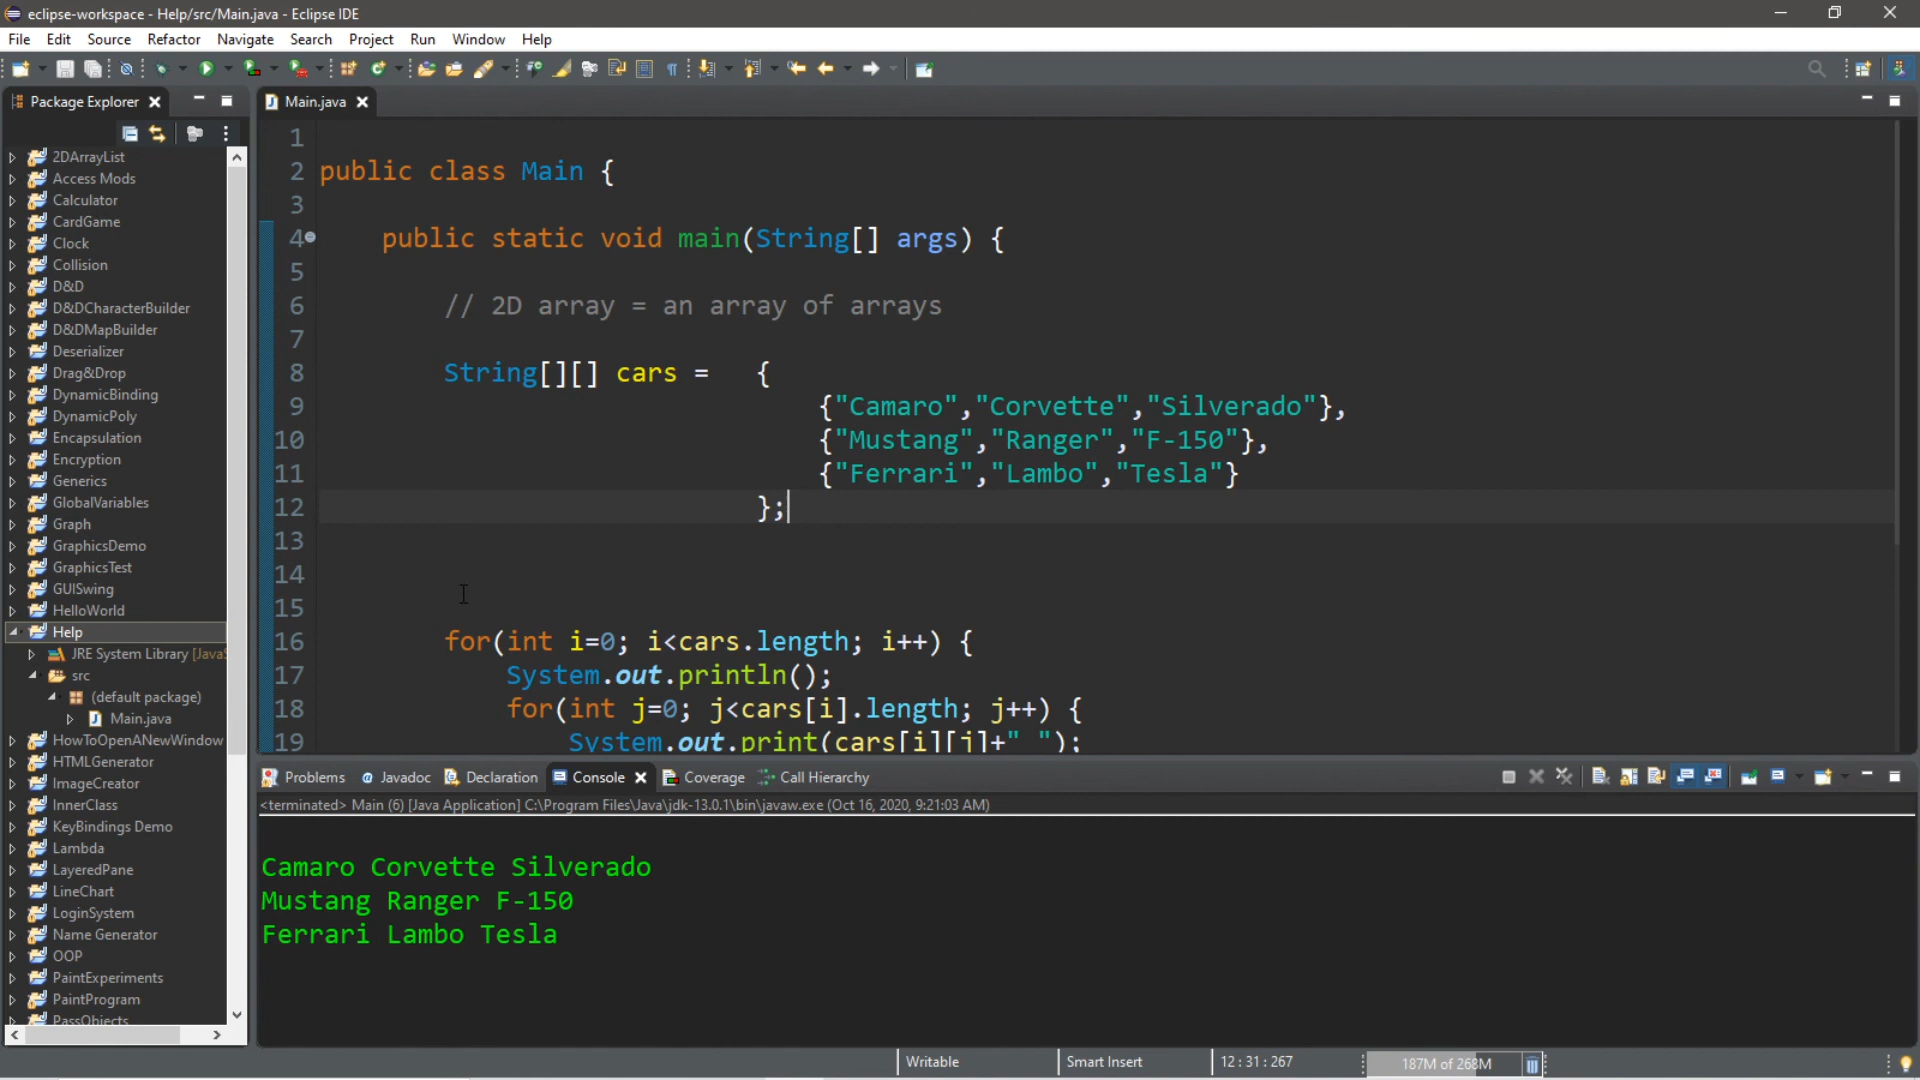 eclipse-workspace - Help/src/Main.java - Eclipse IDE
File Edit Source Refactor Navigate Search Project Run Window Help
Package Explorer
Main.java
2DArrayList
Access Mods
Calculator
CardGame
Clock
Collision
D&D
D&DCharacterBuilder
D&DMapBuilder
Deserializer
Drag&Drop
DynamicBinding
DynamicPoly
Encapsulation
Encryption
Generics
GlobalVariables
Graph
GraphicsDemo
GraphicsTest
GUISwing
HelloWorld
Help
JRE System Library [JavaS
src
(default package)
Main.java
HowToOpenANewWindow
HTMLGenerator
ImageCreator
InnerClass
KeyBindings Demo
Lambda
LayeredPane
LineChart
LoginSystem
Name Generator
OOP
PaintExperiments
PaintProgram
PassObjects
1
2 public class Main {
3
4 public static void main(String[] args) {
5
6 // 2D array = an array of arrays
7
8 String[][] cars = {
9 {"Camaro","Corvette","Silverado"},
10 {"Mustang","Ranger","F-150"},
11 {"Ferrari","Lambo","Tesla"}
12 };
13
14
15
16 for(int i=0; i<cars.length; i++) {
17 System.out.println();
18 for(int j=0; j<cars[i].length; j++) {
19 System.out.print(cars[i][j]+" ");
Problems Javadoc Declaration Console Coverage Call Hierarchy
<terminated> Main (6) [Java Application] C:\Program Files\Java\jdk-13.0.1\bin\javaw.exe (Oct 16, 2020, 9:21:03 AM)
Camaro Corvette Silverado
Mustang Ranger F-150
Ferrari Lambo Tesla
Writable Smart Insert 12 : 31 : 267 187M of 268M